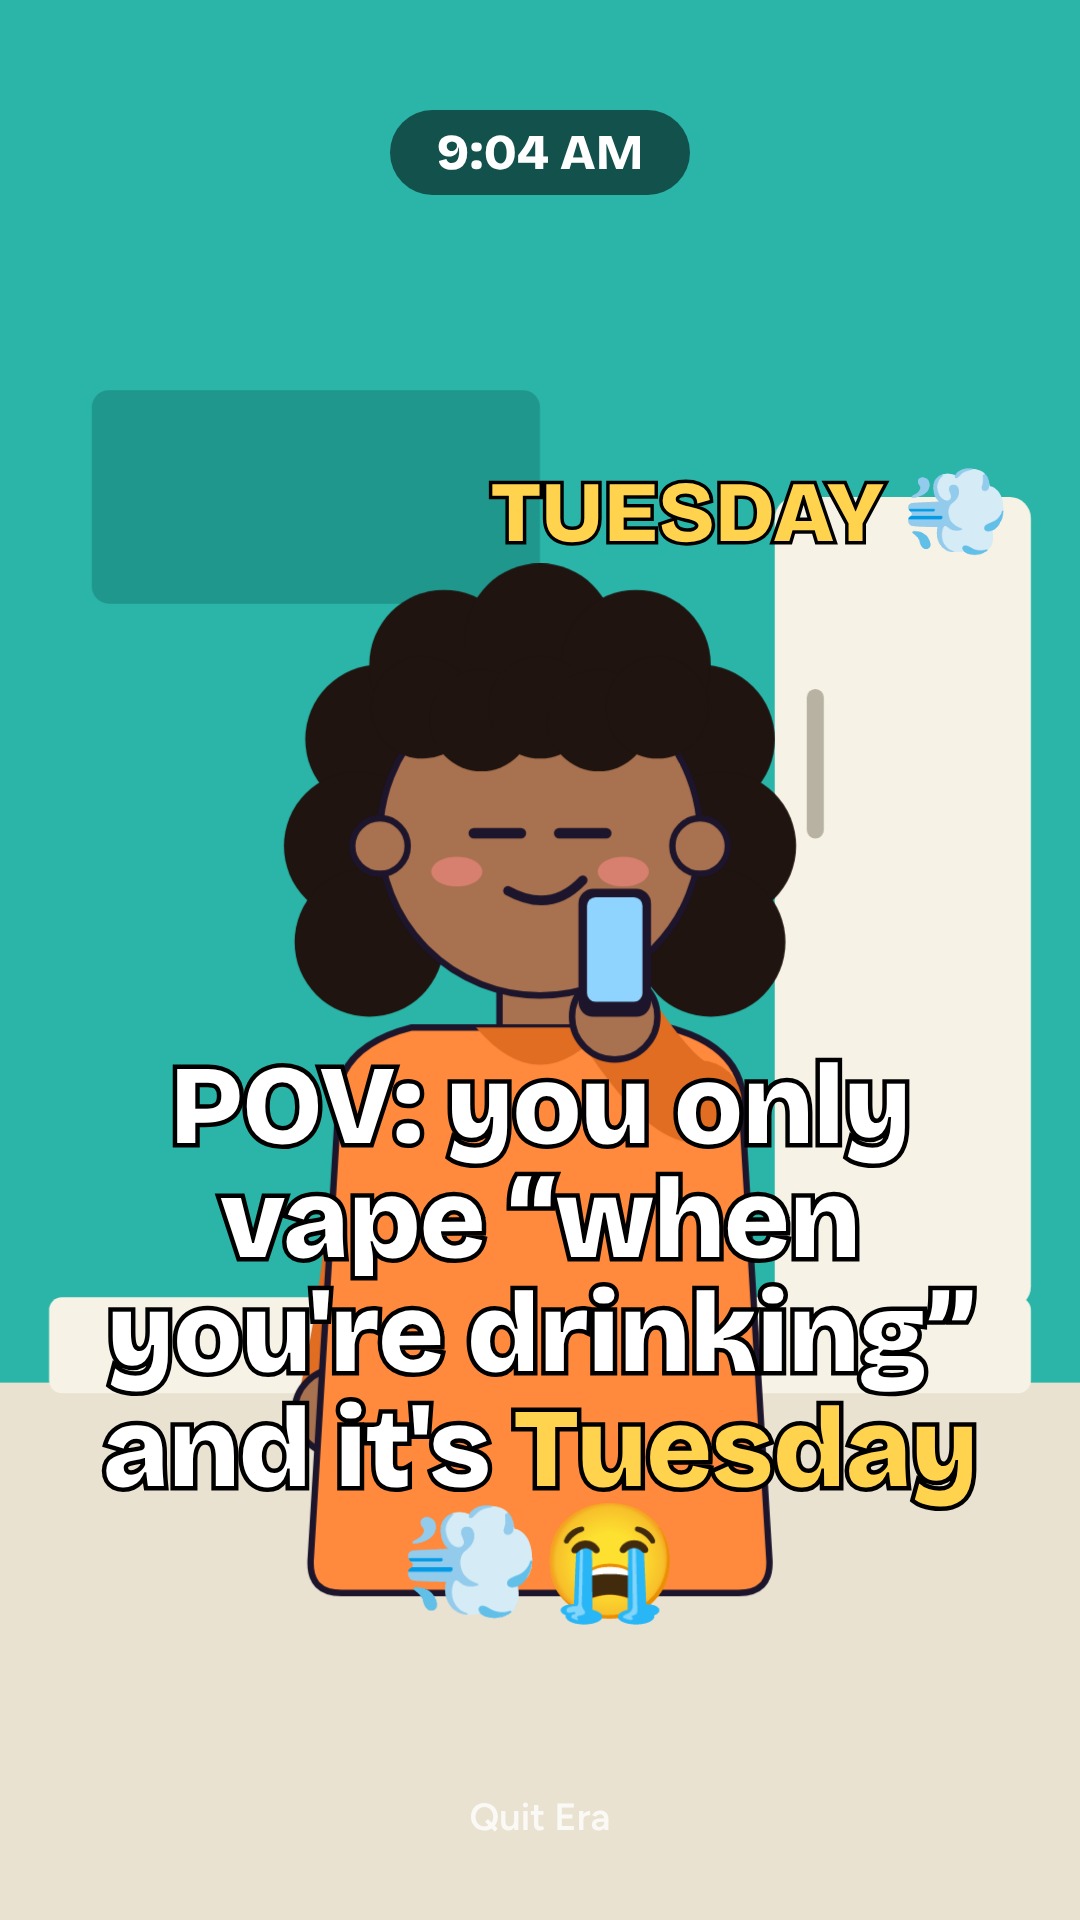 9:04 AM
TUESDAY 💨
POV: you only
vape “when
you're drinking”
and it's Tuesday
💨😭
Quit Era